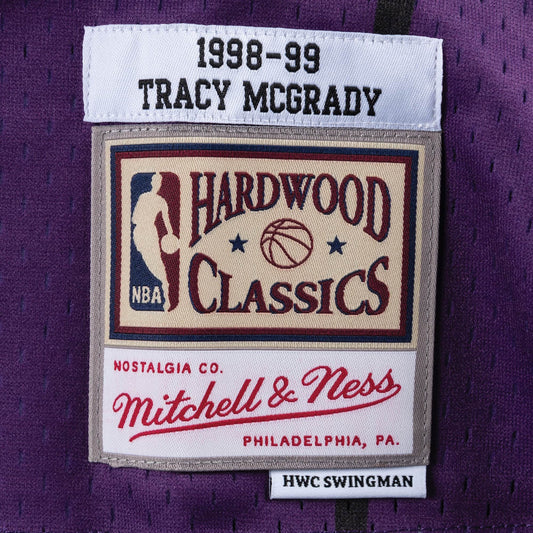 1998-99
TRACY MCGRADY
HARDWOOD
CLASSICS
NBA
NOSTALGIA CO.
Mitchell & Ness
PHILADELPHIA, PA.
HWC SWINGMAN